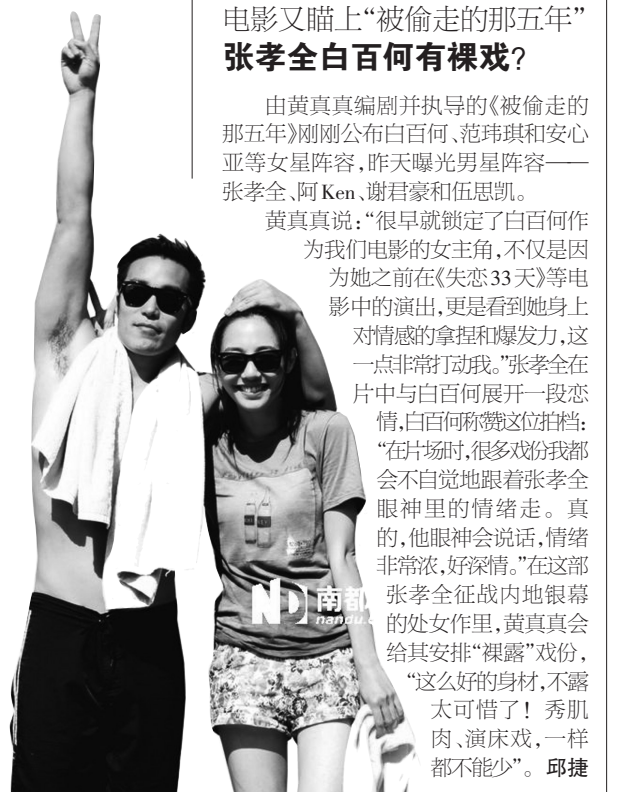 电影又瞄上“被偷走的那五年”
张孝全白百何有裸戏？
由黄真真编剧并执导的《被偷走的
那五年》刚刚公布白百何、范玮琪和安心
亚等女星阵容，昨天曝光男星阵容——
张孝全、阿Ken、谢君豪和伍思凯。
黄真真说：“很早就锁定了白百何作
为我们电影的女主角，不仅是因
为她之前在《失恋33天》等电
影中的演出，更是看到她身上
对情感的拿捏和爆发力，这
一点非常打动我。”张孝全在
片中与白百何展开一段恋
情，白百何称赞这位拍档：
“在片场时，很多戏份我都
会不自觉地跟着张孝全
眼神里的情绪走。真
的，他眼神会说话，情绪
非常浓，好深情。”在这部
张孝全征战内地银幕
的处女作里，黄真真会
给其安排“裸露”戏份，
“这么好的身材，不露
太可惜了！秀肌
肉、演床戏，一样
都不能少”。邱捷
ND 南都
nandu.c